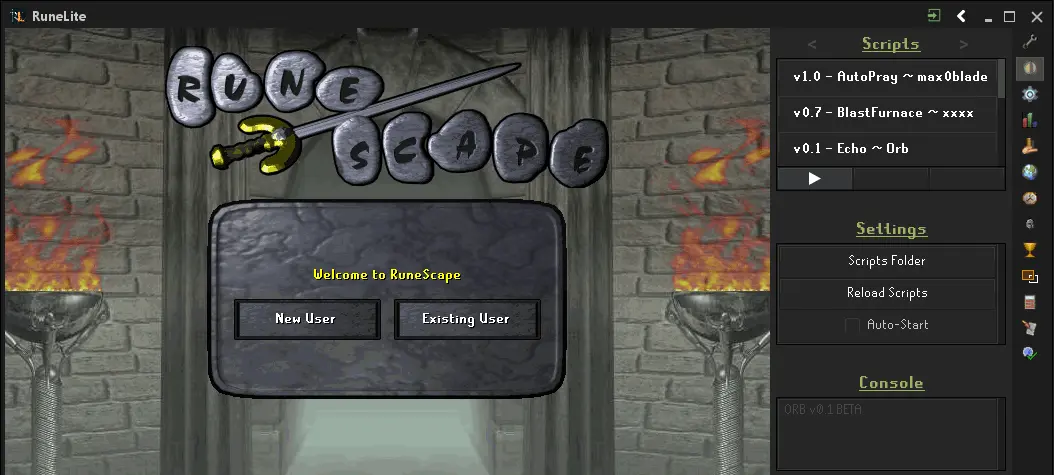 RuneLite
RUNE
SCAPE
Welcome to RuneScape
New User
Existing User
< Scripts >
v1.0 - AutoPray ~ max0blade
v0.7 - BlastFurnace ~ xxxx
v0.1 - Echo ~ Orb
Settings
Scripts Folder
Reload Scripts
Auto-Start
Console
ORB v0.1 BETA